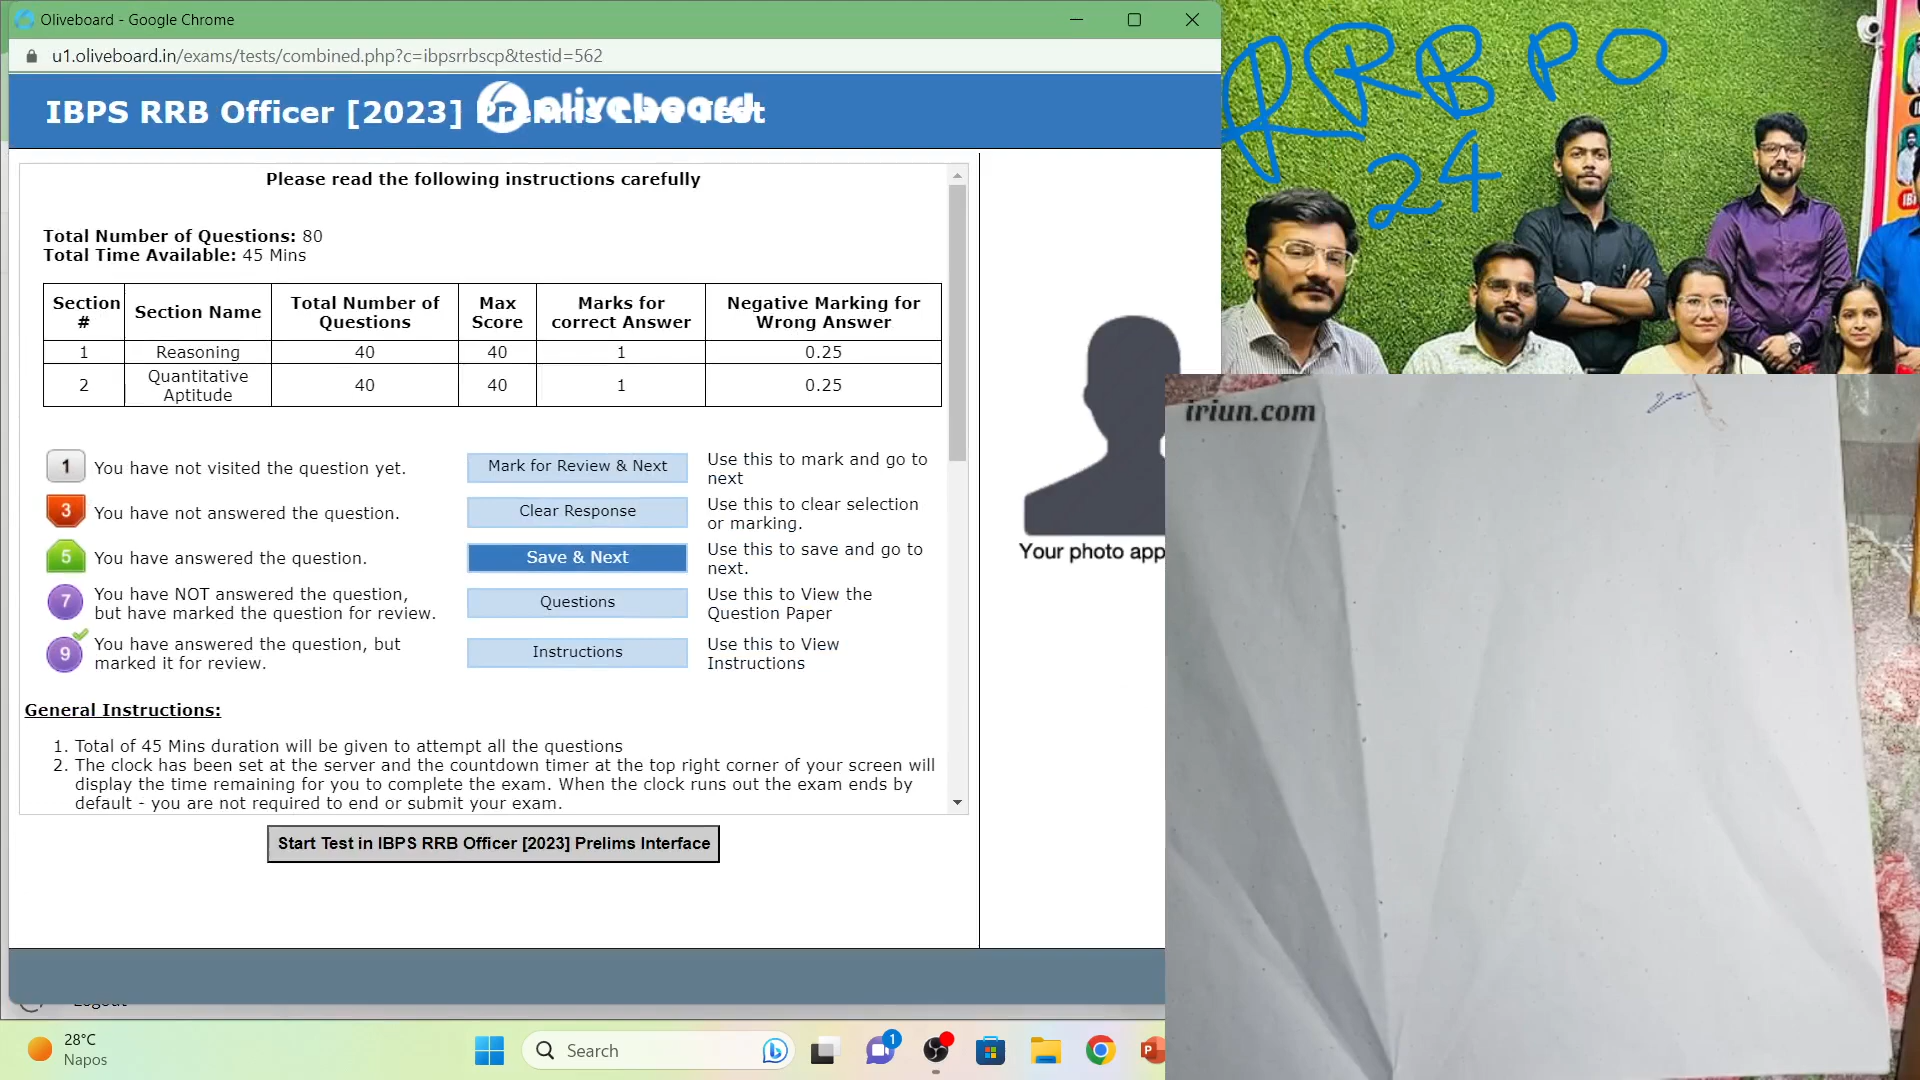 Oliveboard - Google Chrome
u1.oliveboard.in/exams/tests/combined.php?c=ibpsrrbscp&testid=562
IBPS RRB Officer [2023] Prelims Live Test
oliveboard
Please read the following instructions carefully
Total Number of Questions: 80
Total Time Available: 45 Mins
Section # Section Name Total Number of Questions Max Score Marks for correct Answer Negative Marking for Wrong Answer
1 Reasoning 40 40 1 0.25
2 Quantitative Aptitude 40 40 1 0.25
1 You have not visited the question yet. Mark for Review & Next Use this to mark and go to next
3 You have not answered the question. Clear Response Use this to clear selection or marking.
5 You have answered the question. Save & Next Use this to save and go to next.
7 You have NOT answered the question, but have marked the question for review. Questions Use this to View the Question Paper
9 You have answered the question, but marked it for review. Instructions Use this to View Instructions
General Instructions:
1. Total of 45 Mins duration will be given to attempt all the questions
2. The clock has been set at the server and the countdown timer at the top right corner of your screen will
display the time remaining for you to complete the exam. When the clock runs out the exam ends by
default - you are not required to end or submit your exam.
Start Test in IBPS RRB Officer [2023] Prelims Interface
Your photo app
RRB PO
24
iriun.com
Logout
28°C
Napos
Search
1